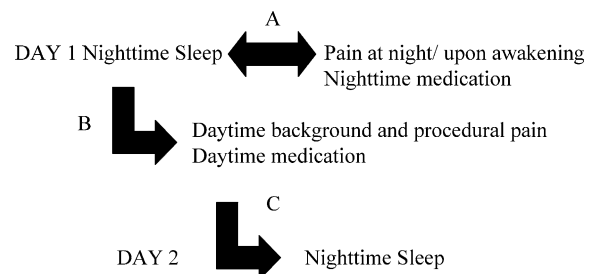 A
DAY 1 Nighttime Sleep Pain at night/ upon awakening
Nighttime medication
B
Daytime background and procedural pain
Daytime medication
C
DAY 2 Nighttime Sleep